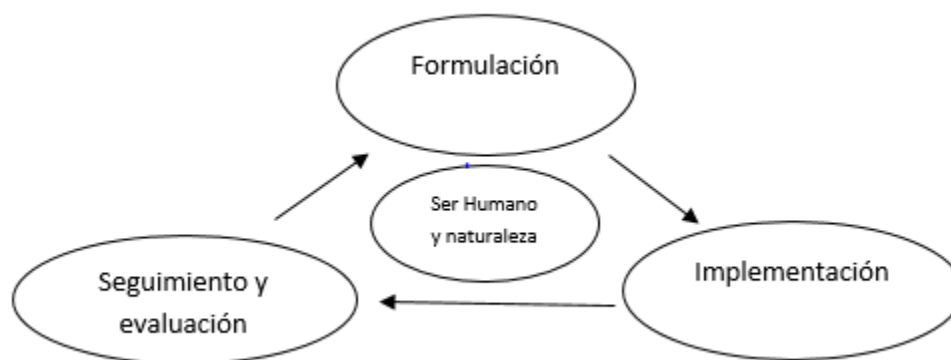 Formulación
Ser Humano
y naturaleza
Implementación
Seguimiento y
evaluación